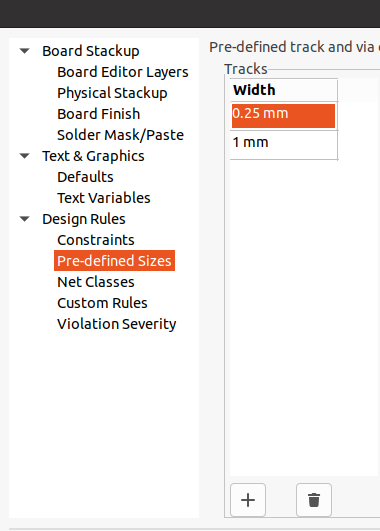 Board Stackup
Board Editor Layers
Physical Stackup
Board Finish
Solder Mask/Paste
Text & Graphics
Defaults
Text Variables
Design Rules
Constraints
Pre-defined Sizes
Net Classes
Custom Rules
Violation Severity
Pre-defined track and via
Tracks
Width
0.25 mm
1 mm